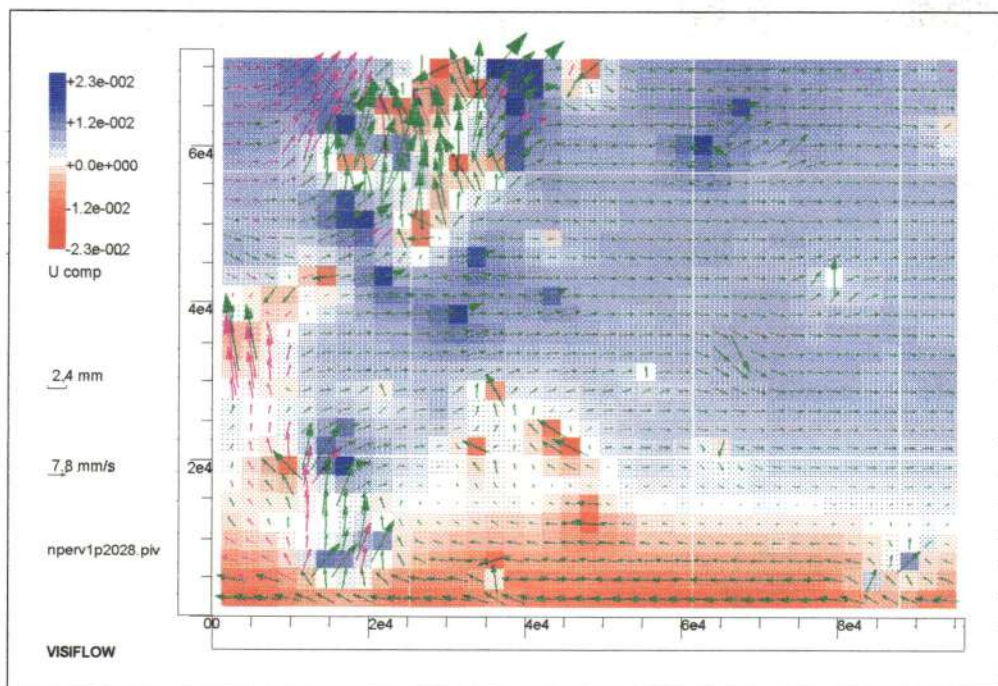 +2.3e-002
+1.2e-002
+0.0e+000
-1.2e-002
-2.3e-002
U comp
2.4 mm
7.8 mm/s
nperv1p2028.piv
VISIFLOW
6e4
4e4
2e4
00
2e4
4e4
6e4
8e4